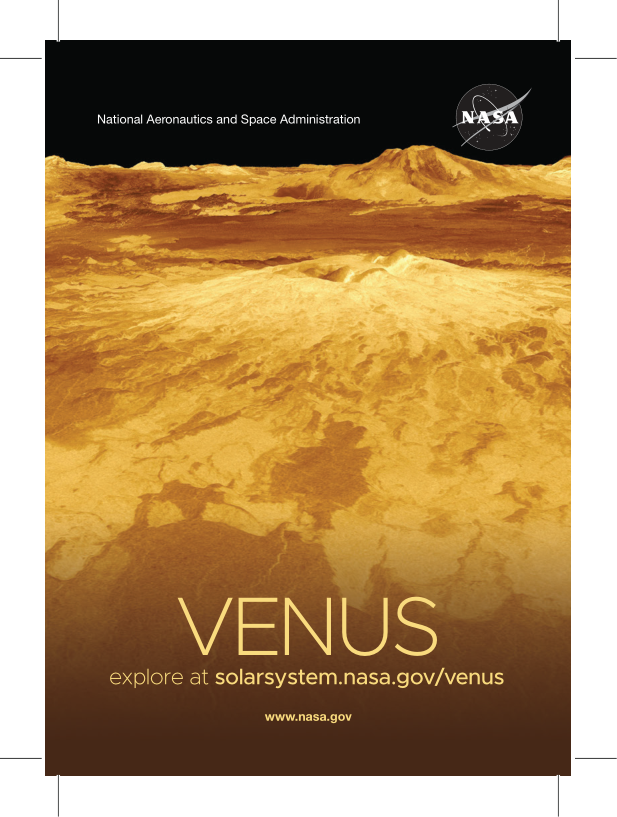 National Aeronautics and Space Administration
NASA
VENUS
explore at solarsystem.nasa.gov/venus
www.nasa.gov